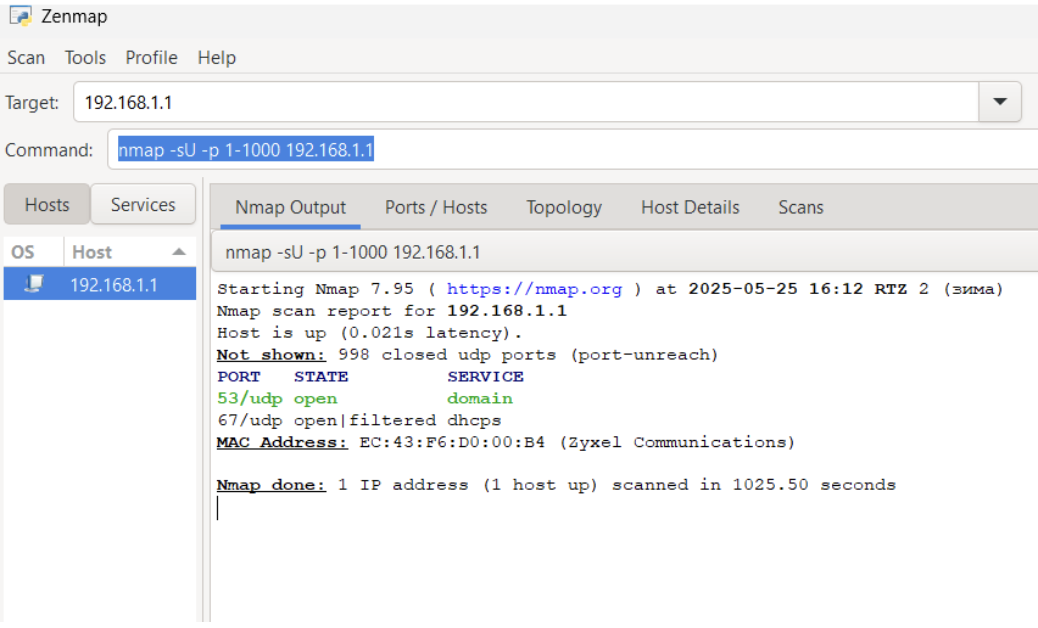 Zenmap
Scan Tools Profile Help
Target: 192.168.1.1
Command: nmap -sU -p 1-1000 192.168.1.1
Hosts Services
Nmap Output Ports / Hosts Topology Host Details Scans
OS Host
nmap -sU -p 1-1000 192.168.1.1
192.168.1.1
Starting Nmap 7.95 ( https://nmap.org ) at 2025-05-25 16:12 RTZ 2 (зима)
Nmap scan report for 192.168.1.1
Host is up (0.021s latency).
Not shown: 998 closed udp ports (port-unreach)
PORT STATE SERVICE
53/udp open domain
67/udp open|filtered dhcps
MAC Address: EC:43:F6:D0:00:B4 (Zyxel Communications)
Nmap done: 1 IP address (1 host up) scanned in 1025.50 seconds